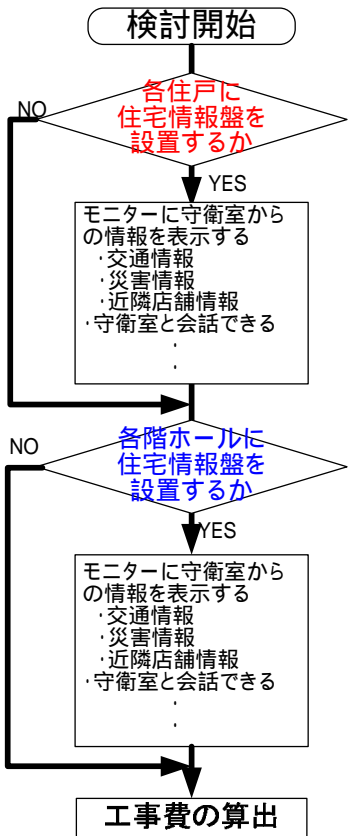 検討開始
各住戸に
住宅情報盤を
設置するか
NO
YES
モニターに守衛室から
の情報を表示する
・交通情報
・災害情報
・近隣店舗情報
・守衛室と会話できる
・
・
各階ホールに
住宅情報盤を
設置するか
NO
YES
モニターに守衛室から
の情報を表示する
・交通情報
・災害情報
・近隣店舗情報
・守衛室と会話できる
・
・
工事費の算出